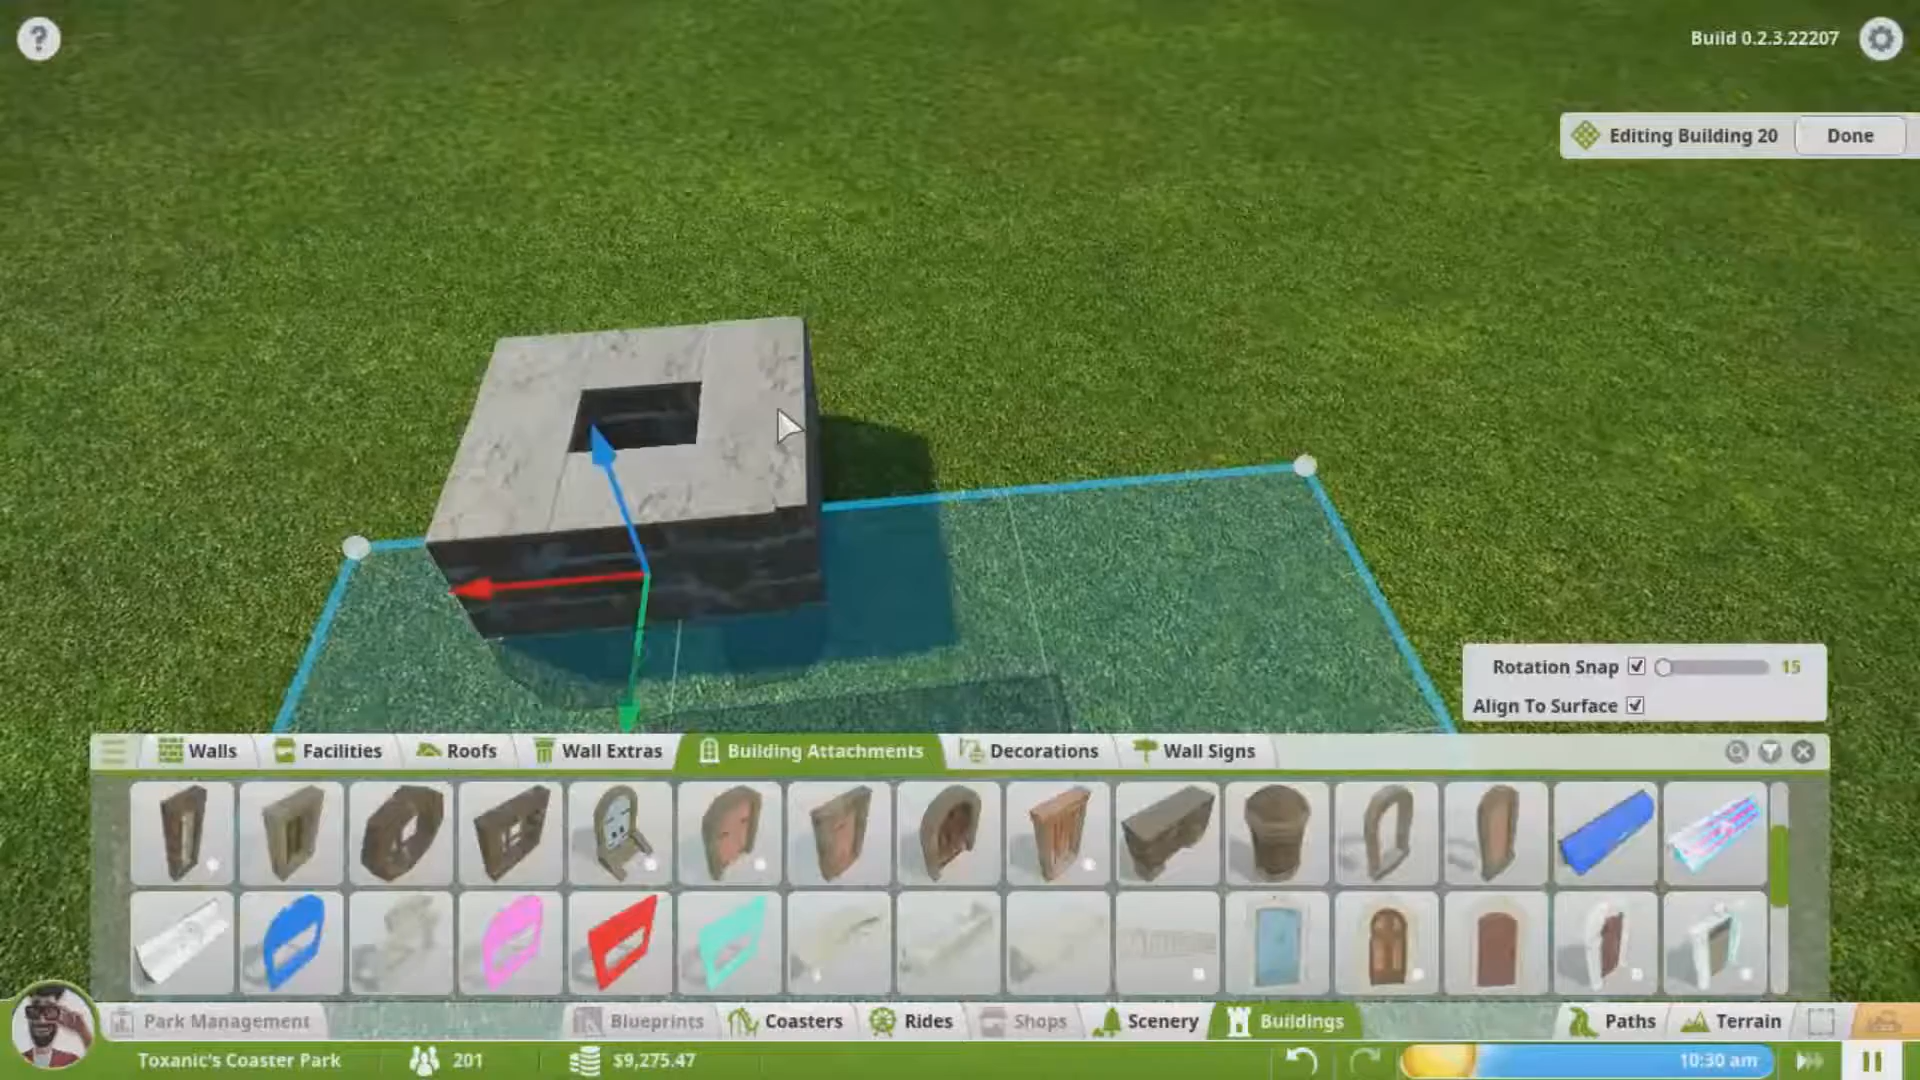 ?
Build 0.2.3.22207
Editing Building 20 Done
Rotation Snap 15
Align To Surface
Walls Facilities Roofs Wall Extras Building Attachments Decorations Wall Signs
Park Management Blueprints Coasters Rides Shops Scenery Buildings Paths Terrain
Toxanic's Coaster Park 201 $9,275.47 10:30 am